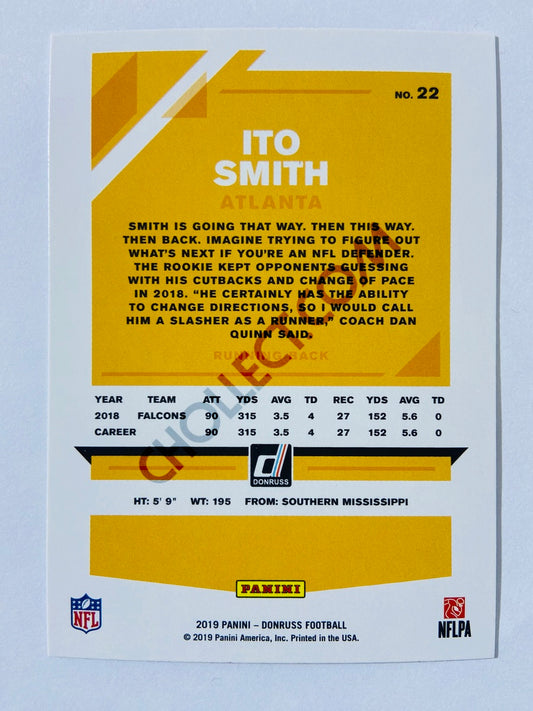 NO. 22
ITO
SMITH
ATLANTA
SMITH IS GOING THAT WAY. THEN THIS WAY.
THEN BACK. IMAGINE TRYING TO FIGURE OUT
WHAT'S NEXT IF YOU'RE AN NFL DEFENDER.
THE ROOKIE KEPT OPPONENTS GUESSING
WITH HIS CUTBACKS AND CHANGE OF PACE
IN 2018. "HE CERTAINLY HAS THE ABILITY
TO CHANGE DIRECTIONS, SO I WOULD CALL
HIM A SLASHER AS A RUNNER," COACH DAN
QUINN SAID.
RUNNING BACK
CHOLLECT.COM
YEAR TEAM ATT YDS AVG TD REC YDS AVG TD
2018 FALCONS 90 315 3.5 4 27 152 5.6 0
CAREER 90 315 3.5 4 27 152 5.6 0
DONRUSS
HT: 5' 9" WT: 195 FROM: SOUTHERN MISSISSIPPI
PANINI
NFL
2019 PANINI – DONRUSS FOOTBALL
© 2019 Panini America, Inc. Printed in the USA.
NFLPA